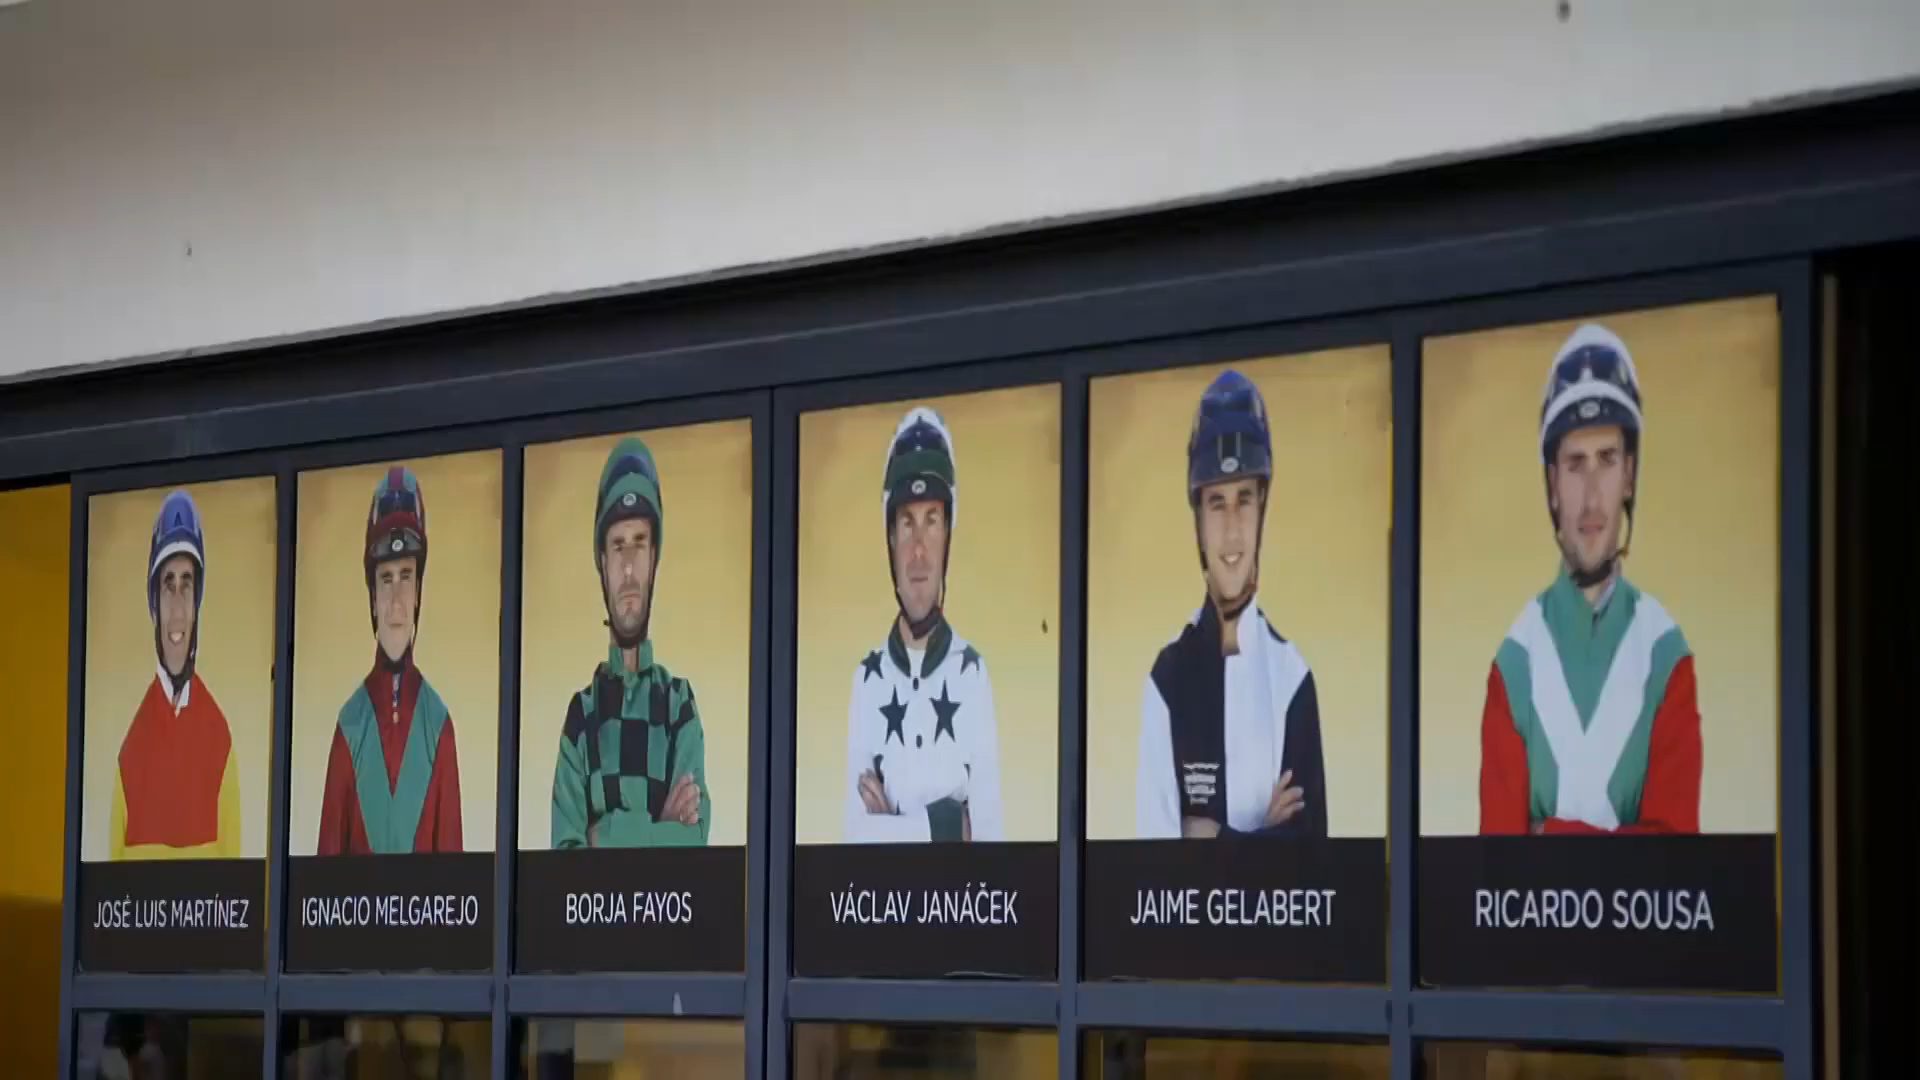 JOSÉ LUIS MARTÍNEZ
IGNACIO MELGAREJO
BORJA FAYOS
VÁCLAV JANÁČEK
JAIME GELABERT
RICARDO SOUSA